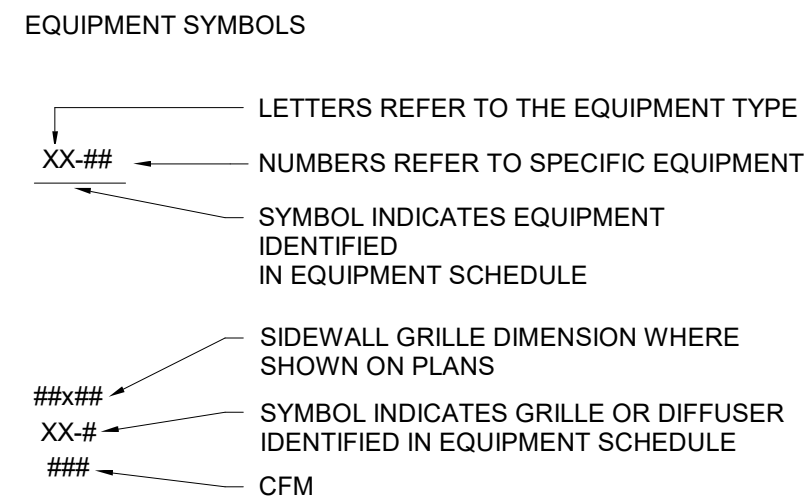 EQUIPMENT SYMBOLS
LETTERS REFER TO THE EQUIPMENT TYPE
XX-##
NUMBERS REFER TO SPECIFIC EQUIPMENT
SYMBOL INDICATES EQUIPMENT
IDENTIFIED
IN EQUIPMENT SCHEDULE
SIDEWALL GRILLE DIMENSION WHERE
SHOWN ON PLANS
##x##
XX-#
SYMBOL INDICATES GRILLE OR DIFFUSER
IDENTIFIED IN EQUIPMENT SCHEDULE
###
CFM